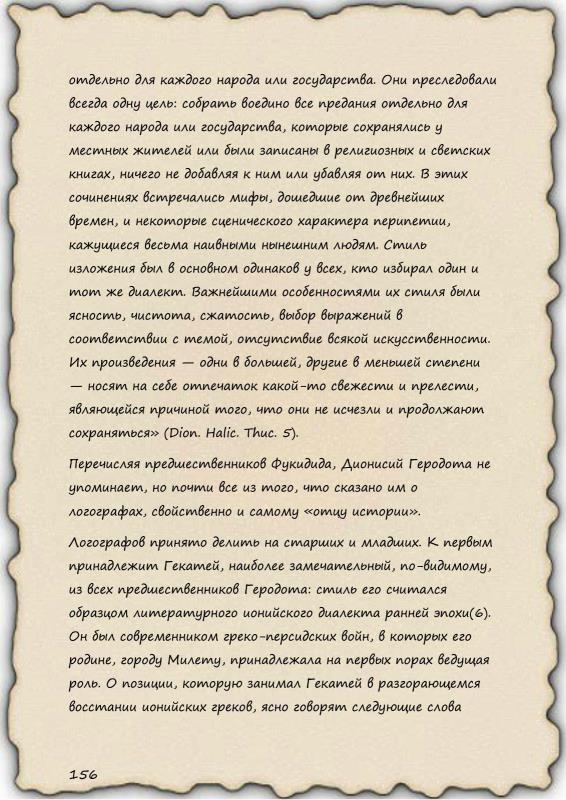 отдельно для каждого народа или государства. Они преследовали
всегда одну цель: собрать воедино все предания отдельно для
каждого народа или государства, которые сохранялись у
местных жителей или были записаны в религиозных и светских
книгах, ничего не добавляя к ним или убавляя от них. В этих
сочинениях встречались мифы, дошедшие от древнейших
времен, и некоторые сценического характера перипетии,
кажущиеся весьма наивными нынешним людям. Стиль
изложения был в основном одинаков у всех, кто избирал один и
тот же диалект. Важнейшими особенностями их стиля были
ясность, чистота, сжатость, выбор выражений в
соответствии с темой, отсутствие всякой искусственности.
Их произведения — одни в большей, другие в меньшей степени
— носят на себе отпечаток какой-то свежести и прелести,
являющейся причиной того, что они не исчезли и продолжают
сохраняться» (Dion. Halic. Thuc. 5).
Перечисляя предшественников Фукидида, Дионисий Геродота не
упоминает, но почти все из того, что сказано им о
логографах, свойственно и самому «отцу истории».
Логографов принято делить на старших и младших. К первым
принадлежит Гекатей, наиболее замечательный, по-видимому,
из всех предшественников Геродота: стиль его считался
образцом литературного ионийского диалекта ранней эпохи(6).
Он был современником греко-персидских войн, в которых его
родине, городу Милету, принадлежала на первых порах ведущая
роль. О позиции, которую занимал Гекатей в разгорающемся
восстании ионийских греков, ясно говорят следующие слова
156